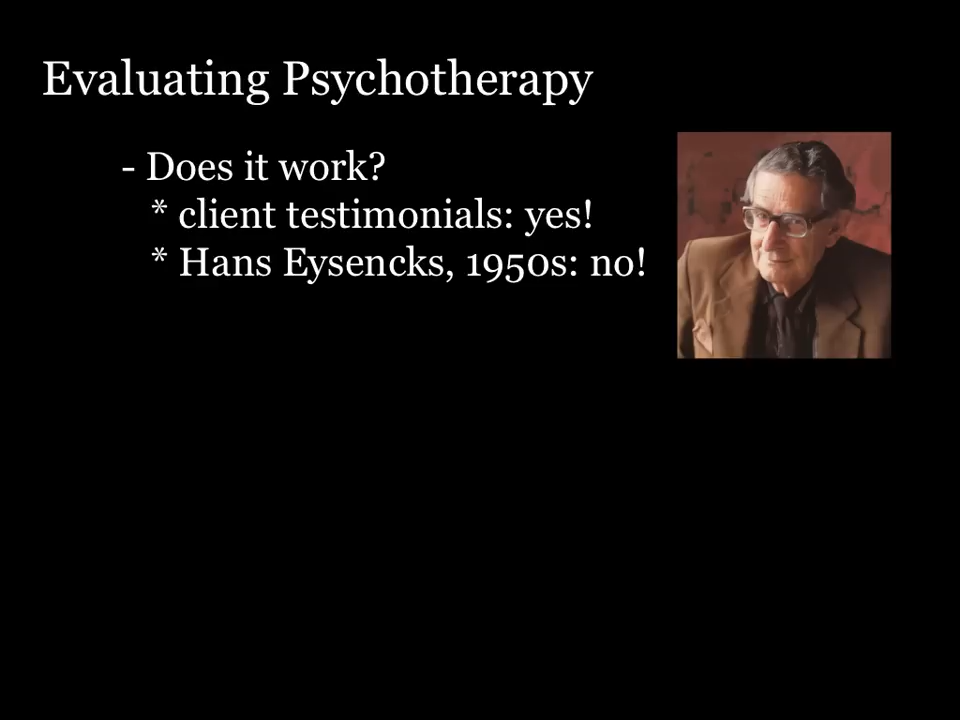 Evaluating Psychotherapy
- Does it work?
* client testimonials: yes!
* Hans Eysencks, 1950s: no!